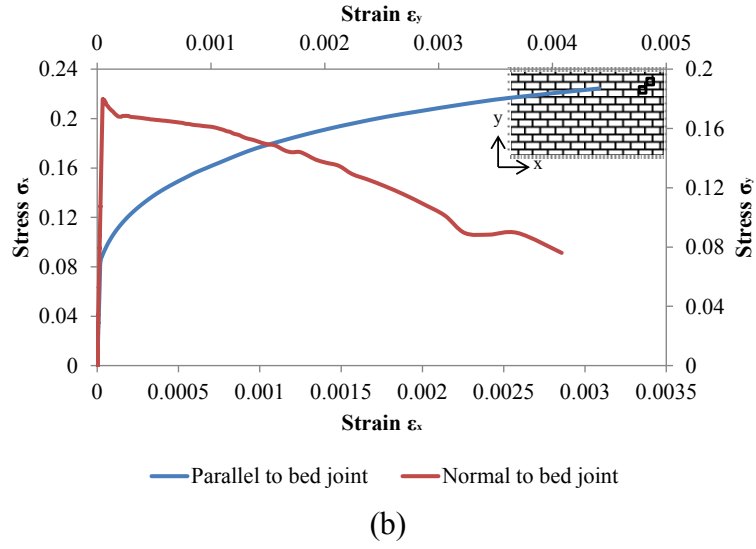 Strain εy
0 0.001 0.002 0.003 0.004 0.005
0.24
0.2
0.16
0.12
0.08
0.04
0
Stress σx
0.2
0.16
0.12
0.08
0.04
0
Stress σy
y
x
0 0.0005 0.001 0.0015 0.002 0.0025 0.003 0.0035
Strain εx
Parallel to bed joint Normal to bed joint
(b)